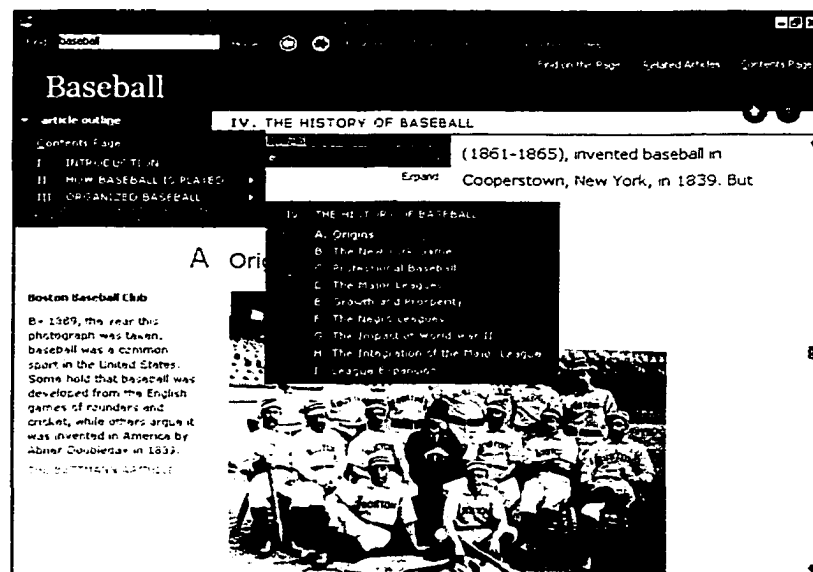 Find baseball
Home
Find on the Page Related Articles Contents Page
Baseball
article outline
IV. THE HISTORY OF BASEBALL
Contents Page
I INTRODUCTION
II HOW BASEBALL IS PLAYED
III ORGANIZED BASEBALL
Expand
(1861-1865), invented baseball in
Cooperstown, New York, in 1839. But
IV. THE HISTORY OF BASEBALL
A. Origins
B. The New York Game
C. Professional Baseball
D. The Major Leagues
E. Growth and Prosperity
F. The Negro Leagues
G. The Impact of World War II
H. The Integration of the Major League
I. League Expansion
A
Boston Baseball Club
By 1889, the year this
photograph was taken,
baseball was a common
sport in the United States.
Some hold that baseball was
developed from the English
games of rounders and
cricket, while others argue it
was invented in America by
Abner Doubleday in 1839.
THE BETTMANN ARCHIVE
BOSTON